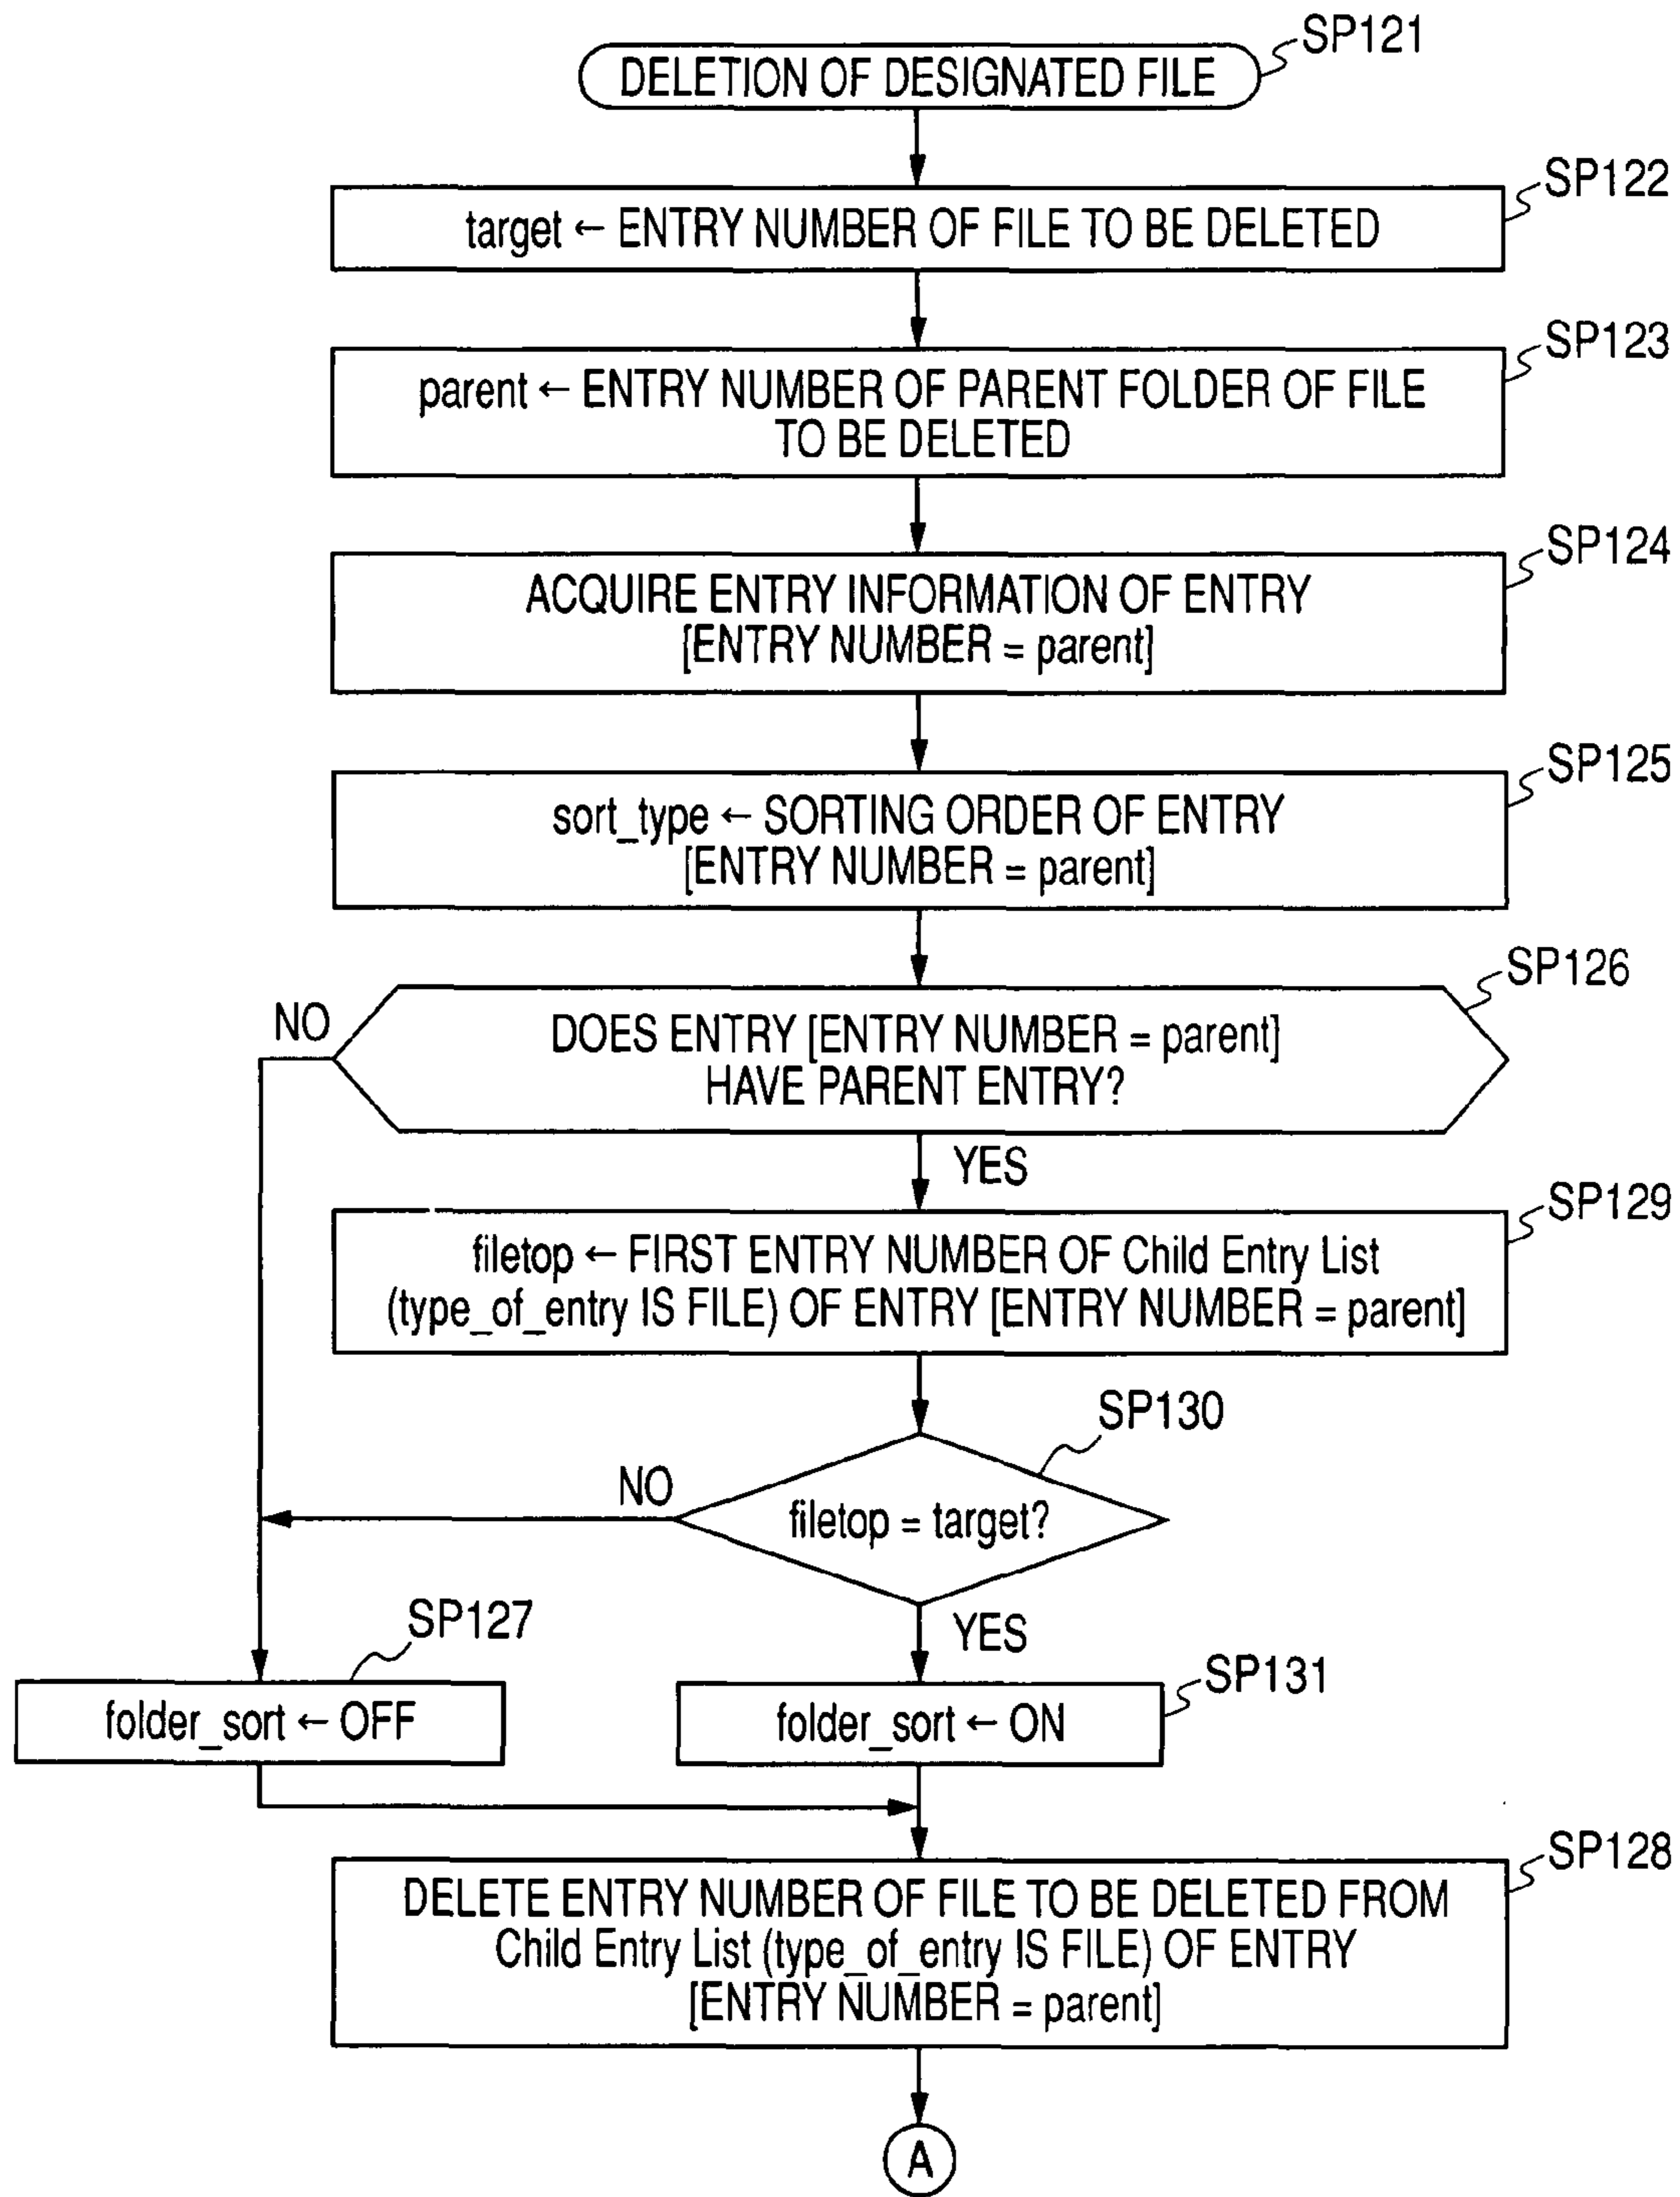 SP121
DELETION OF DESIGNATED FILE
SP122
target ← ENTRY NUMBER OF FILE TO BE DELETED
SP123
parent ← ENTRY NUMBER OF PARENT FOLDER OF FILE
TO BE DELETED
SP124
ACQUIRE ENTRY INFORMATION OF ENTRY
[ENTRY NUMBER = parent]
SP125
sort_type ← SORTING ORDER OF ENTRY
[ENTRY NUMBER = parent]
SP126
NO
DOES ENTRY [ENTRY NUMBER = parent]
HAVE PARENT ENTRY?
YES
SP129
filetop ← FIRST ENTRY NUMBER OF Child Entry List
(type_of_entry IS FILE) OF ENTRY [ENTRY NUMBER = parent]
SP130
NO
filetop = target?
YES
SP127
folder_sort ← OFF
SP131
folder_sort ← ON
SP128
DELETE ENTRY NUMBER OF FILE TO BE DELETED FROM
Child Entry List (type_of_entry IS FILE) OF ENTRY
[ENTRY NUMBER = parent]
A